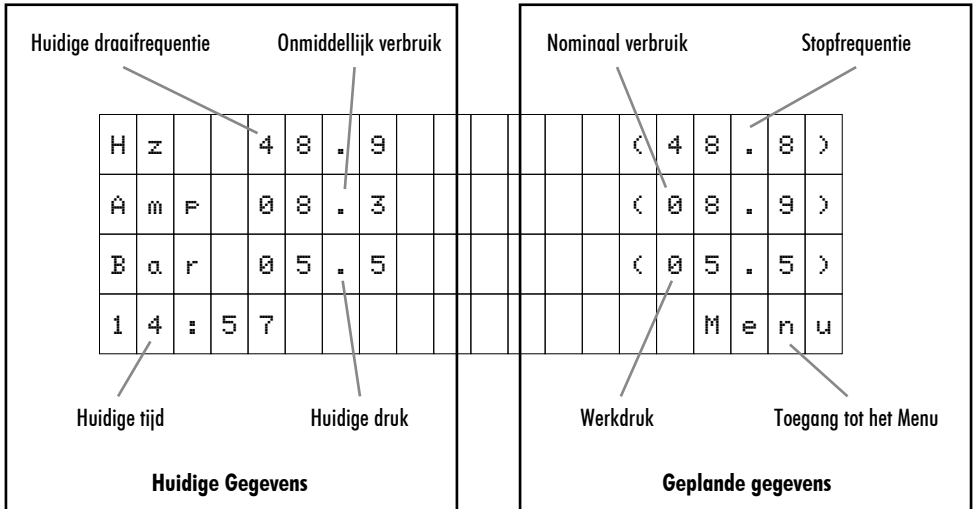 Huidige draaifrequentie Onmiddellijk verbruik Nominaal verbruik Stopfrequentie
Hz 48.9 (48.8)
Amp 08.3 (08.9)
Bar 05.5 (05.5)
14:57 Menu
Huidige tijd Huidige druk Werkdruk Toegang tot het Menu
Huidige Gegevens Geplande gegevens